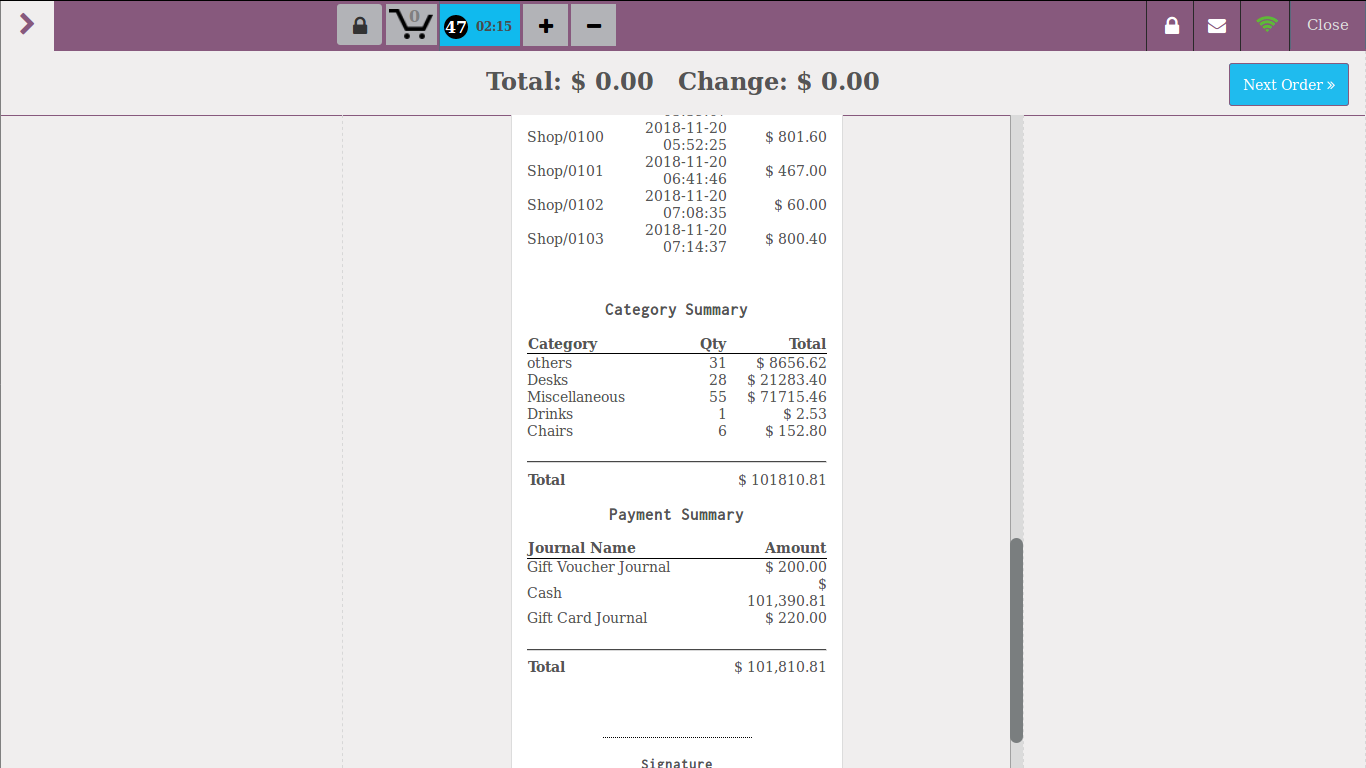 0
47 02:15 + −
Close
Total: $ 0.00 Change: $ 0.00
Next Order »
Shop/0100 2018-11-20 05:52:25 $ 801.60
Shop/0101 2018-11-20 06:41:46 $ 467.00
Shop/0102 2018-11-20 07:08:35 $ 60.00
Shop/0103 2018-11-20 07:14:37 $ 800.40
Category Summary
Category Qty Total
others 31 $ 8656.62
Desks 28 $ 21283.40
Miscellaneous 55 $ 71715.46
Drinks 1 $ 2.53
Chairs 6 $ 152.80
Total $ 101810.81
Payment Summary
Journal Name Amount
Gift Voucher Journal $ 200.00
Cash $ 101,390.81
Gift Card Journal $ 220.00
Total $ 101,810.81
Signature